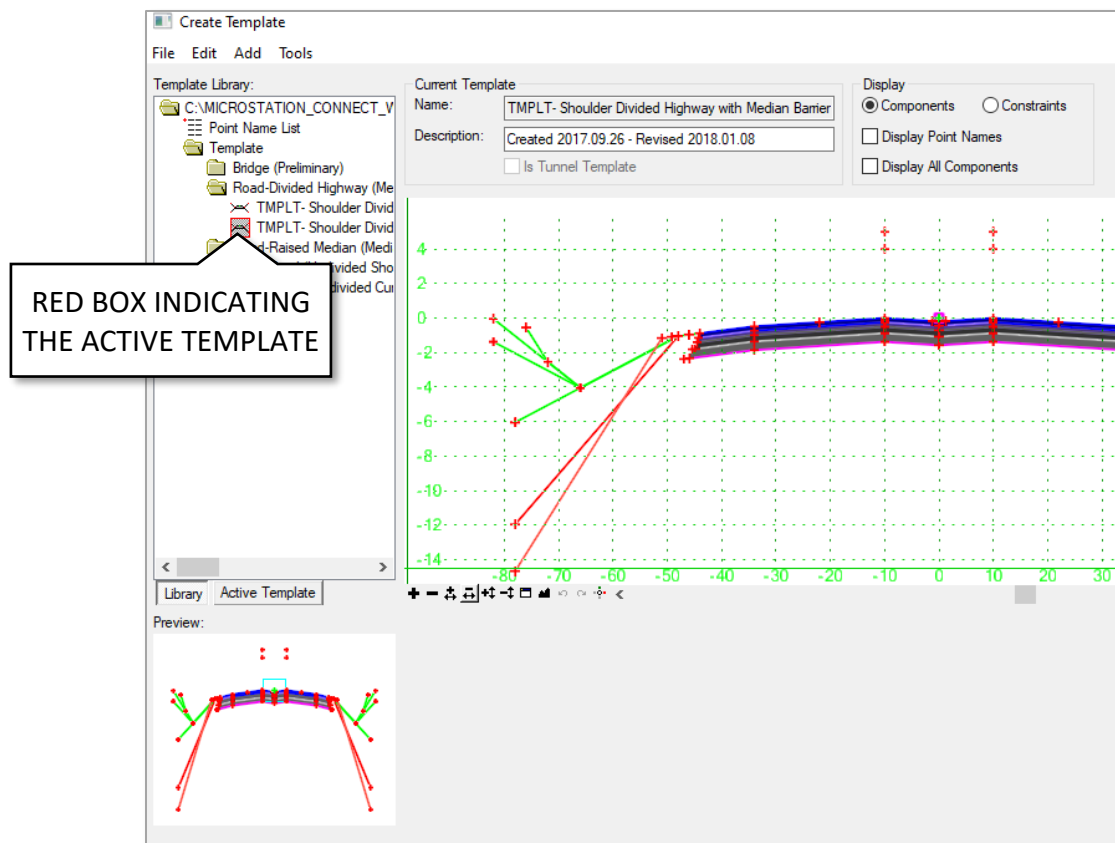 Create Template
File Edit Add Tools
Template Library:
C:\MICROSTATION_CONNECT_W
Point Name List
Template
Bridge (Preliminary)
Road-Divided Highway (Me
TMPLT- Shoulder Divid
TMPLT- Shoulder Divid
-Raised Median (Medi
divided Sho
divided Cur
RED BOX INDICATING
THE ACTIVE TEMPLATE
Library Active Template
Preview:
Current Template
Name: TMPLT- Shoulder Divided Highway with Median Barrier
Description: Created 2017.09.26 - Revised 2018.01.08
Is Tunnel Template
Display
Components Constraints
Display Point Names
Display All Components
4
2
0
-2
-4
-6
-8
-10
-12
-14
-80 -70 -60 -50 -40 -30 -20 -10 0 10 20 30